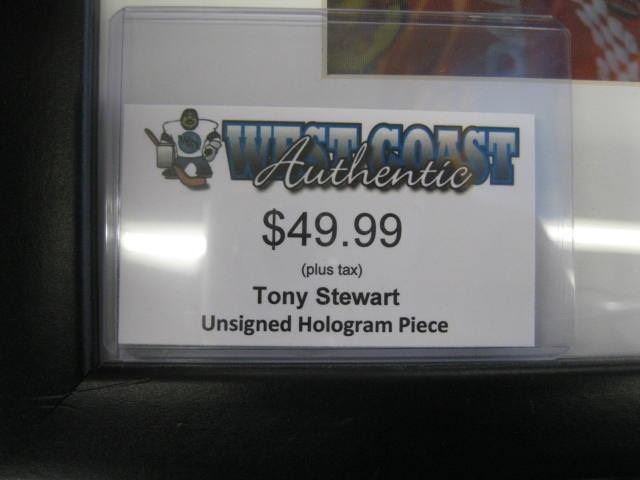 WEST COAST
Authentic
$49.99
(plus tax)
Tony Stewart
Unsigned Hologram Piece